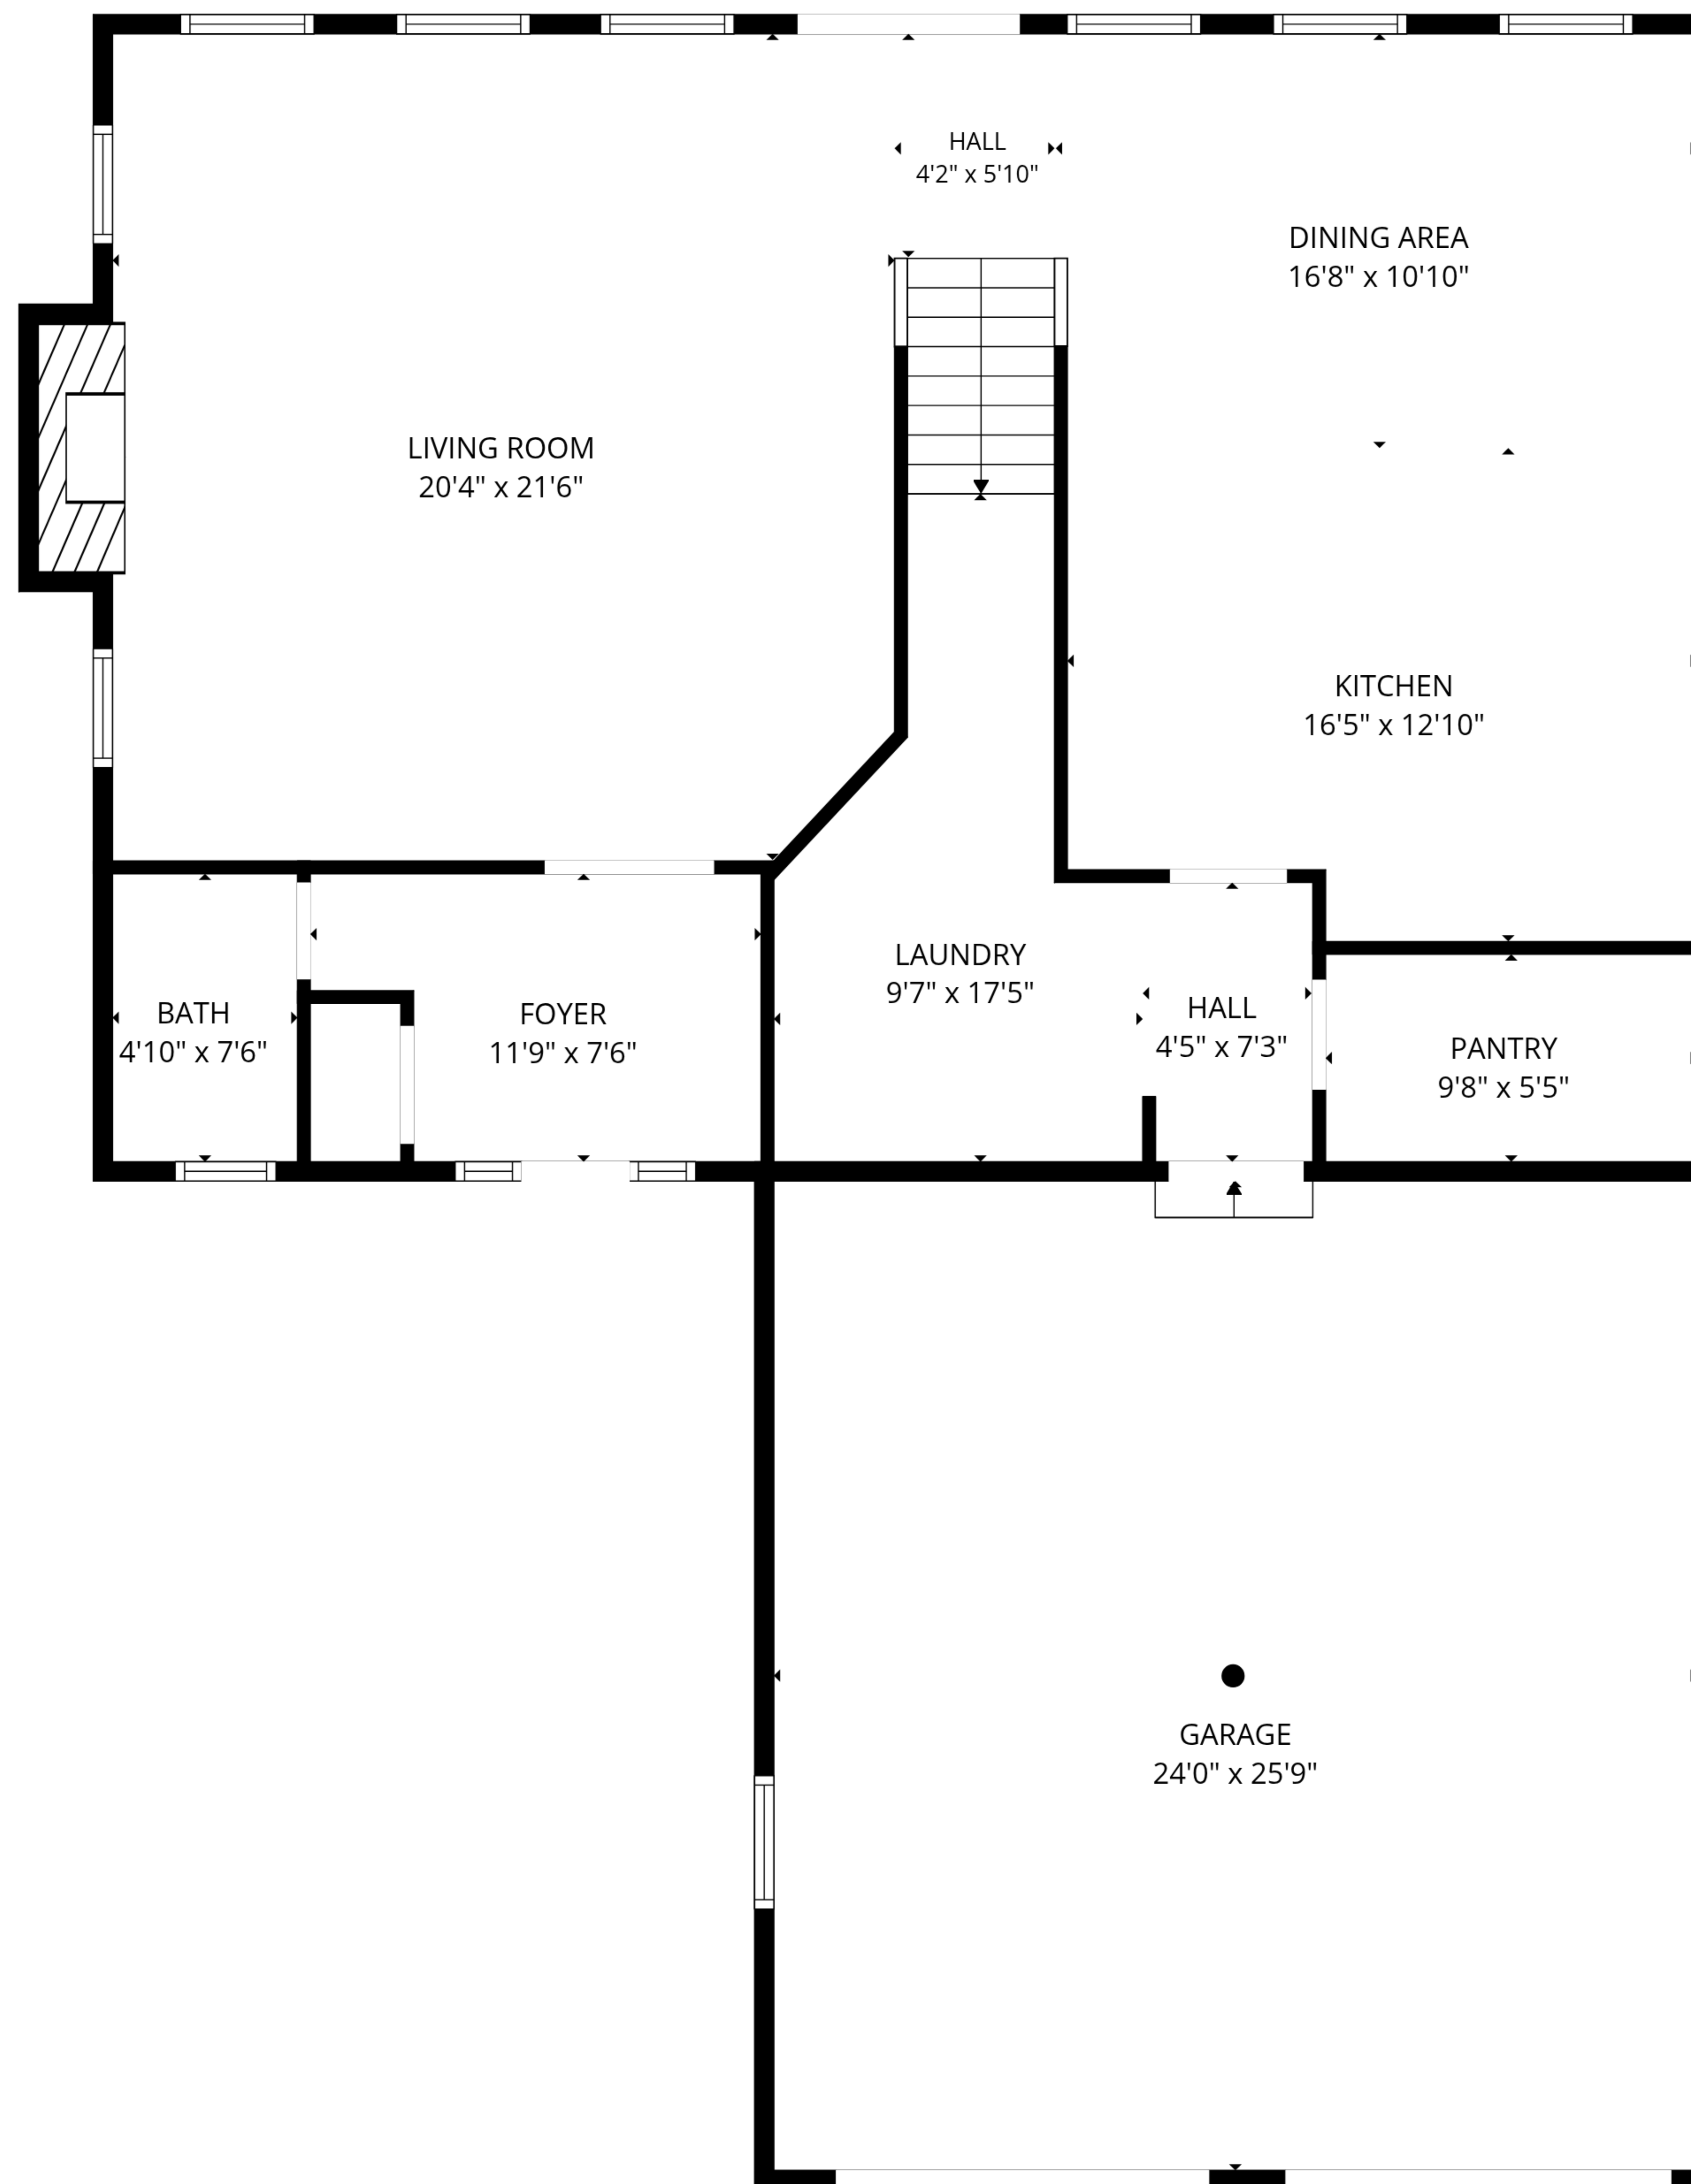 HALL
4'2" x 5'10"
DINING AREA
16'8" x 10'10"
LIVING ROOM
20'4" x 21'6"
KITCHEN
16'5" x 12'10"
LAUNDRY
9'7" x 17'5"
HALL
4'5" x 7'3"
BATH
4'10" x 7'6"
FOYER
11'9" x 7'6"
PANTRY
9'8" x 5'5"
GARAGE
24'0" x 25'9"